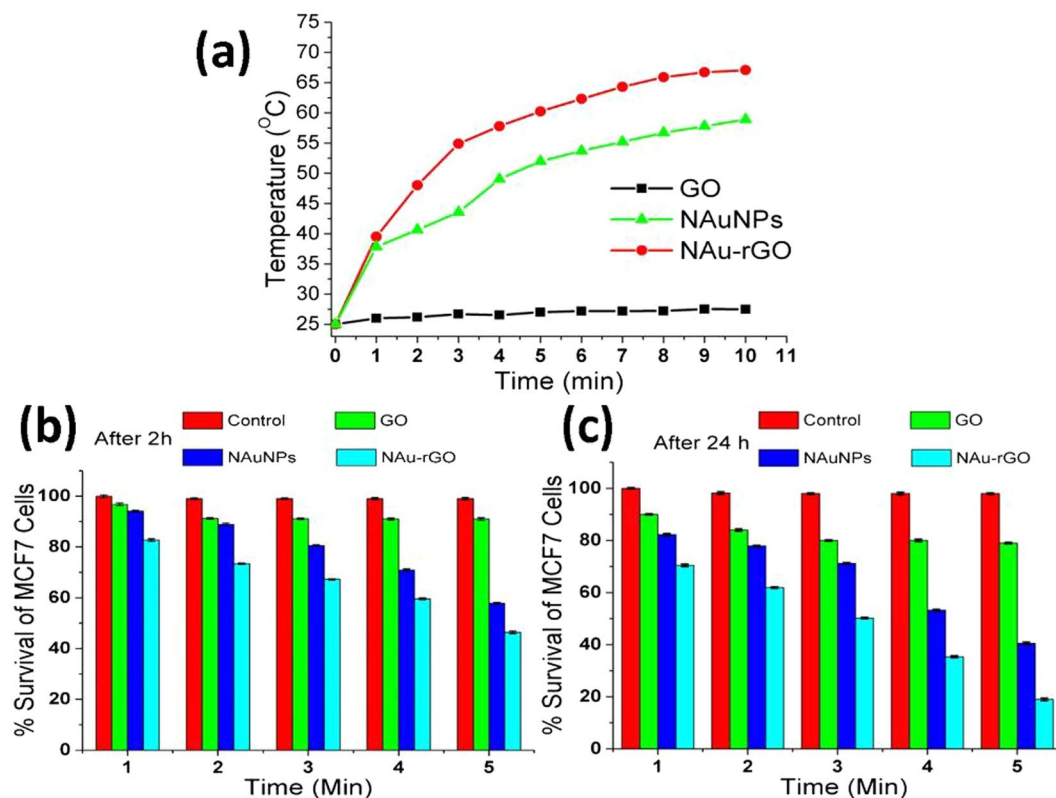 (a)
75
70
65
60
55
50
45
40
35
30
25
Temperature (°C)
GO
NAuNPs
NAu-rGO
0 1 2 3 4 5 6 7 8 9 10 11
Time (min)
(b)
After 2h
Control
GO
NAuNPs
NAu-rGO
% Survival of MCF7 Cells
100
80
60
40
20
0
1 2 3 4 5
Time (Min)
(c)
After 24 h
Control
GO
NAuNPs
NAu-rGO
% Survival of MCF7 Cells
100
80
60
40
20
0
1 2 3 4 5
Time (Min)